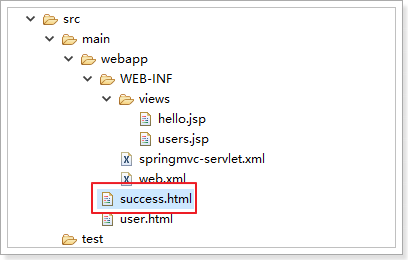 src
main
webapp
WEB-INF
views
hello.jsp
users.jsp
springmvc-servlet.xml
web.xml
success.html
user.html
test